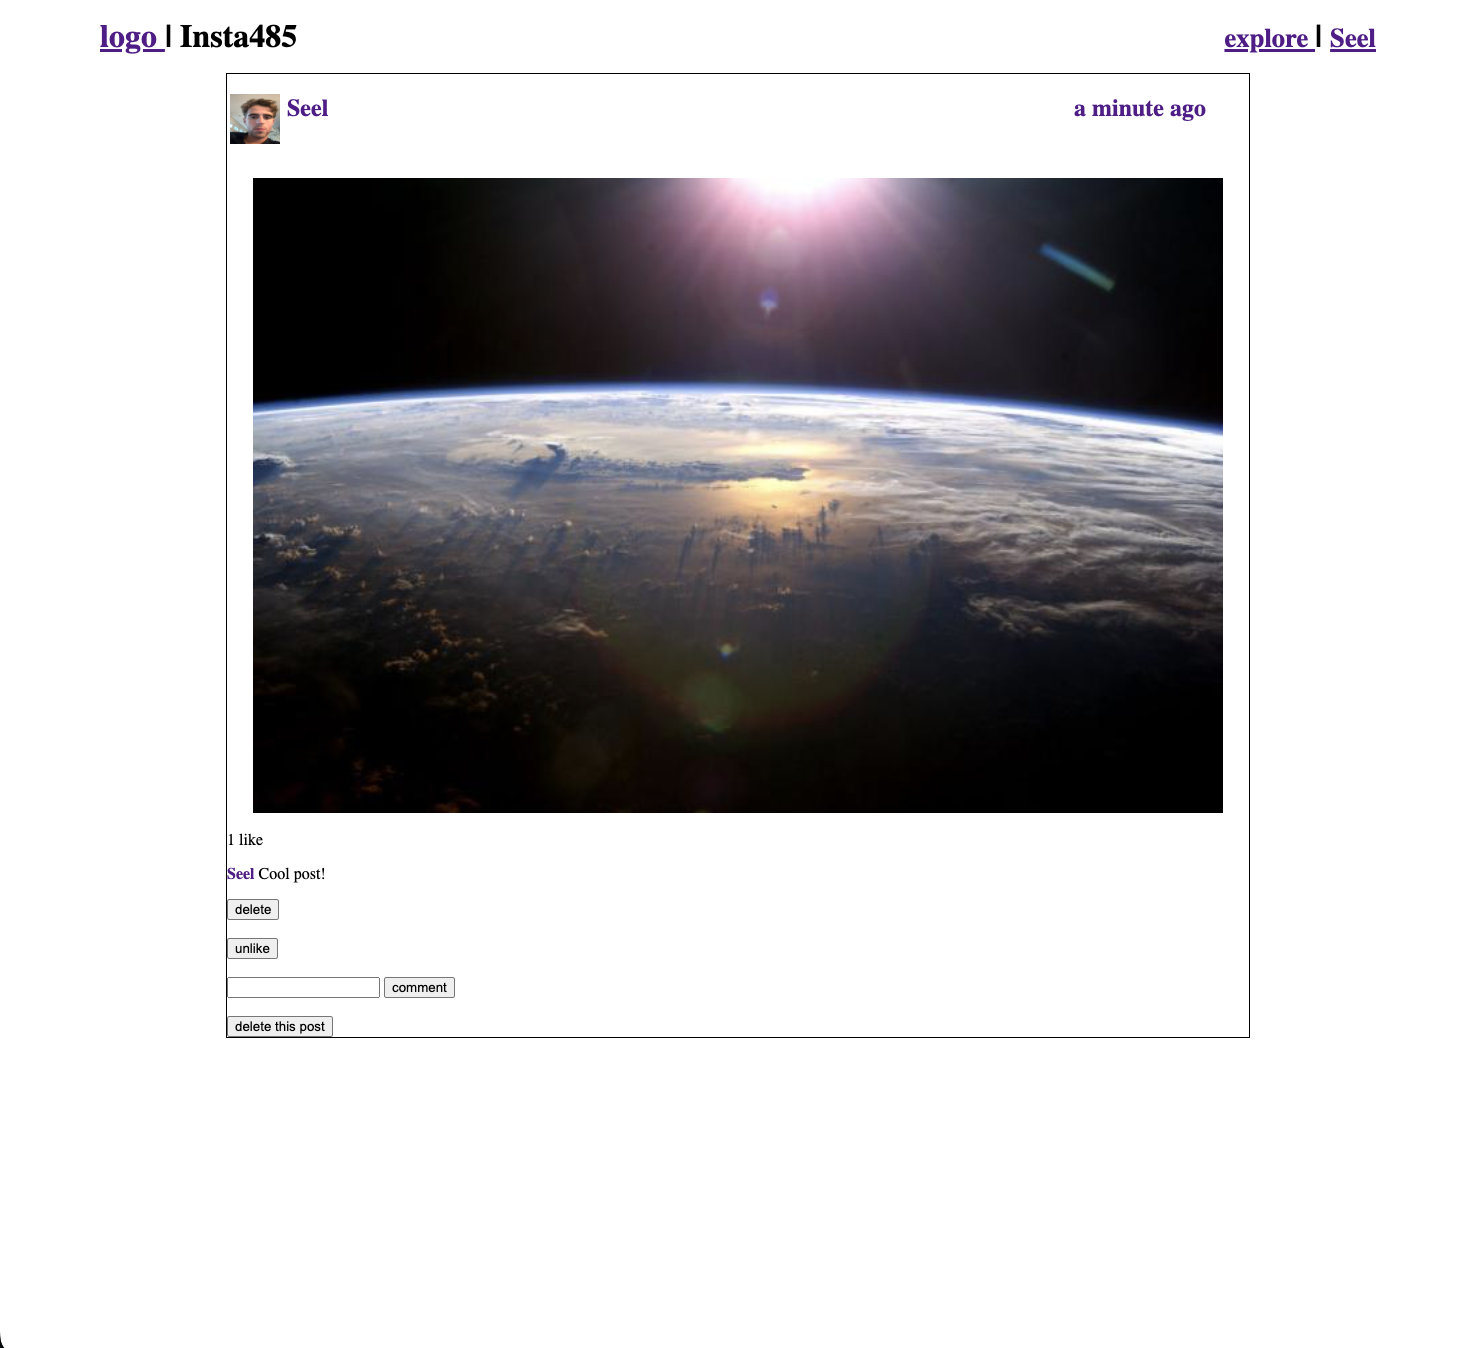 logo | Insta485 explore | Seel
Seel a minute ago
1 like
Seel Cool post!
delete
unlike
comment
delete this post